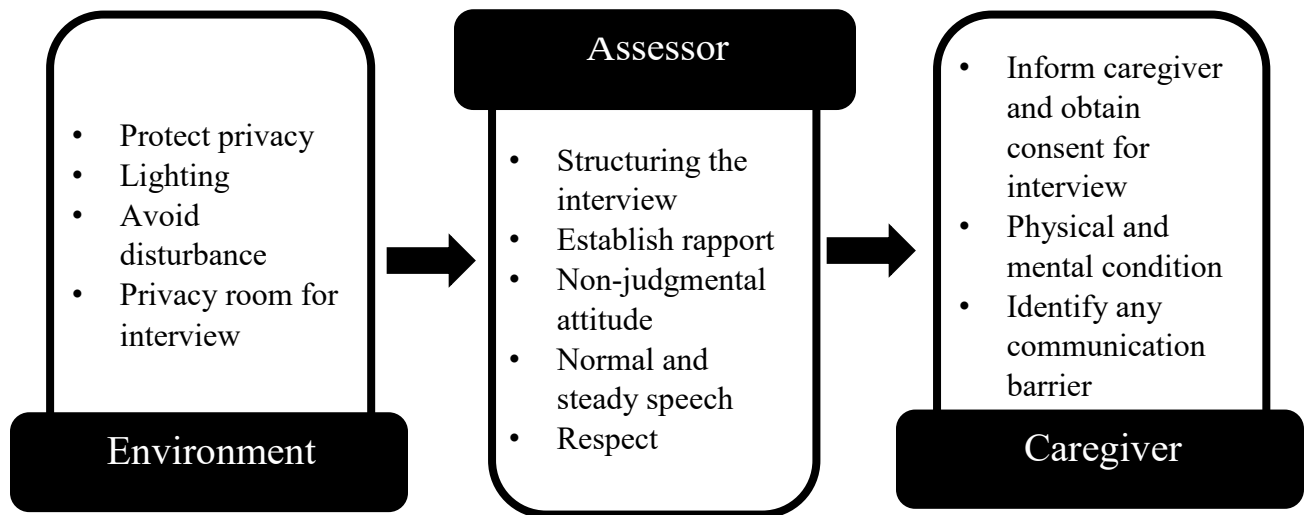 • Protect privacy
• Lighting
• Avoid
disturbance
• Privacy room for
interview
Environment
Assessor
• Structuring the
interview
• Establish rapport
• Non-judgmental
attitude
• Normal and
steady speech
• Respect
• Inform caregiver
and obtain
consent for
interview
• Physical and
mental condition
• Identify any
communication
barrier
Caregiver